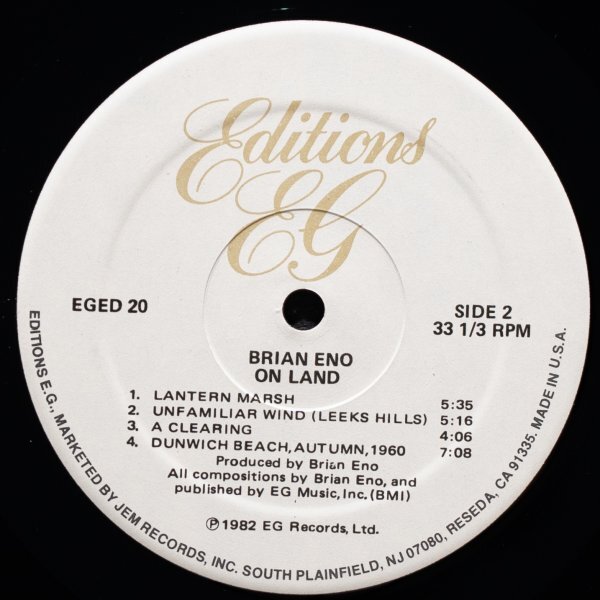 Editions
EG
EGED 20
SIDE 2
33 1/3 RPM
BRIAN ENO
ON LAND
1. LANTERN MARSH 5:35
2. UNFAMILIAR WIND (LEEKS HILLS) 5:16
3. A CLEARING 4:06
4. DUNWICH BEACH, AUTUMN, 1960 7:08
Produced by Brian Eno
All compositions by Brian Eno, and
published by EG Music, Inc. (BMI)
℗ 1982 EG Records, Ltd.
EDITIONS E.G., MARKETED BY JEM RECORDS, INC. SOUTH PLAINFIELD, NJ 07080, RESEDA, CA 91335. MADE IN U.S.A.